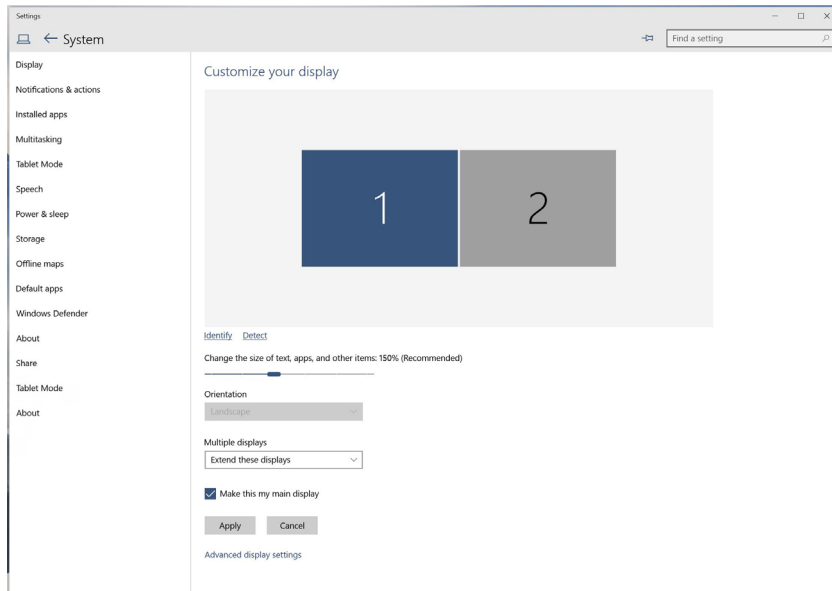 Settings
System
Find a setting
Display
Notifications & actions
Installed apps
Multitasking
Tablet Mode
Speech
Power & sleep
Storage
Offline maps
Default apps
Windows Defender
About
Share
Tablet Mode
About
Customize your display
1 2
Identify Detect
Change the size of text, apps, and other items: 150% (Recommended)
Orientation
Landscape
Multiple displays
Extend these displays
Make this my main display
Apply Cancel
Advanced display settings